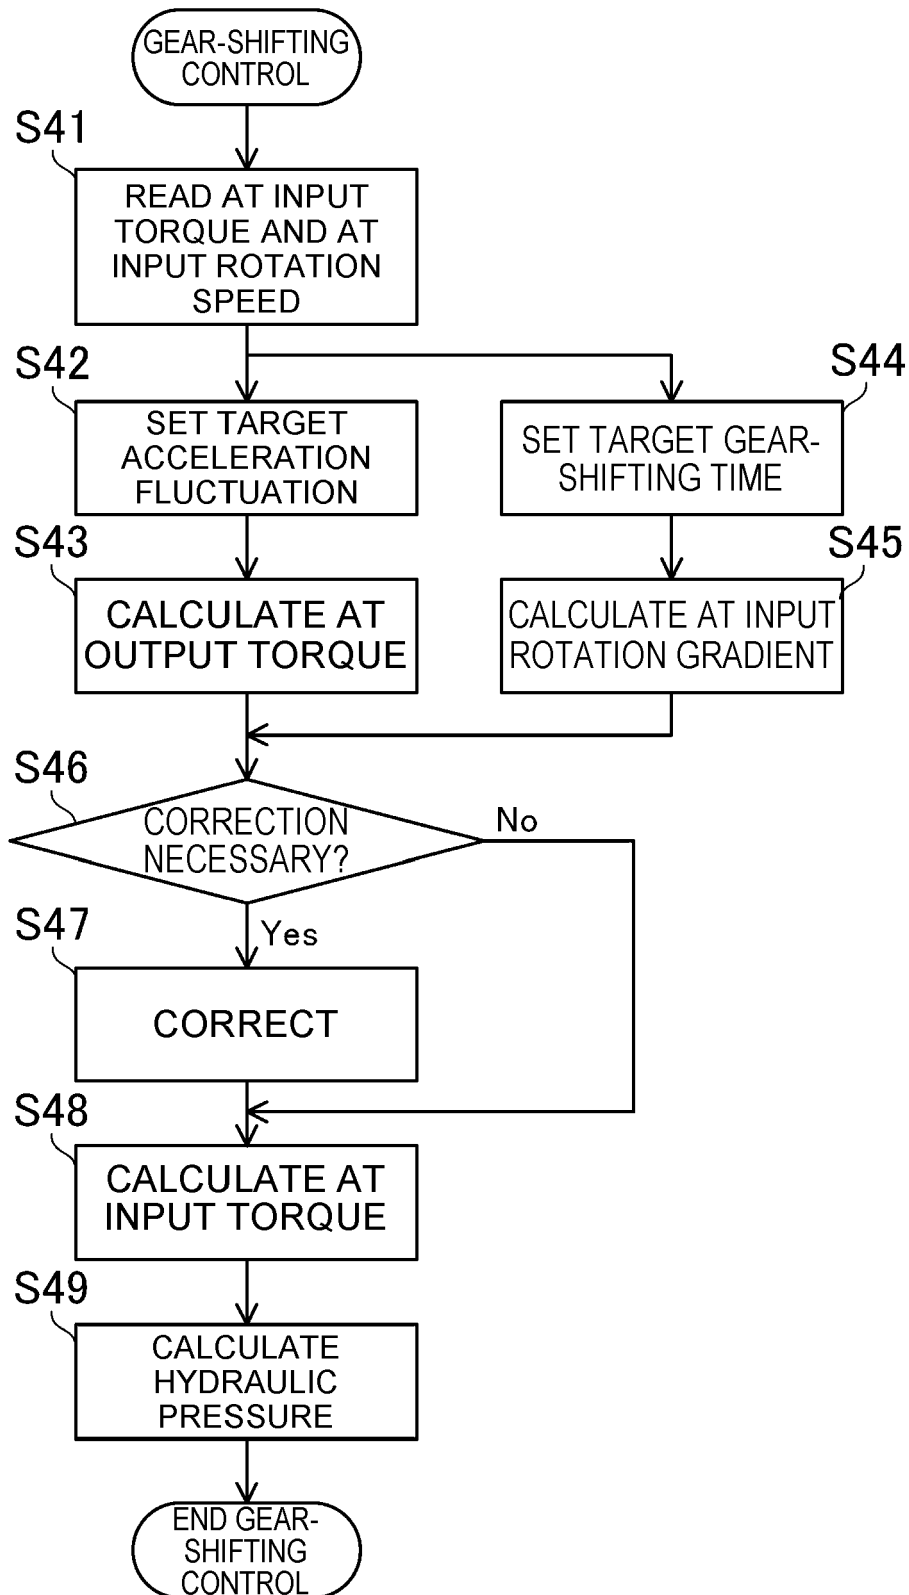 GEAR-SHIFTING
CONTROL
S41
READ AT INPUT
TORQUE AND AT
INPUT ROTATION
SPEED
S42
SET TARGET
ACCELERATION
FLUCTUATION
S44
SET TARGET GEAR-
SHIFTING TIME
S43
CALCULATE AT
OUTPUT TORQUE
S45
CALCULATE AT INPUT
ROTATION GRADIENT
S46
CORRECTION
NECESSARY?
No
Yes
S47
CORRECT
S48
CALCULATE AT
INPUT TORQUE
S49
CALCULATE
HYDRAULIC
PRESSURE
END GEAR-
SHIFTING
CONTROL